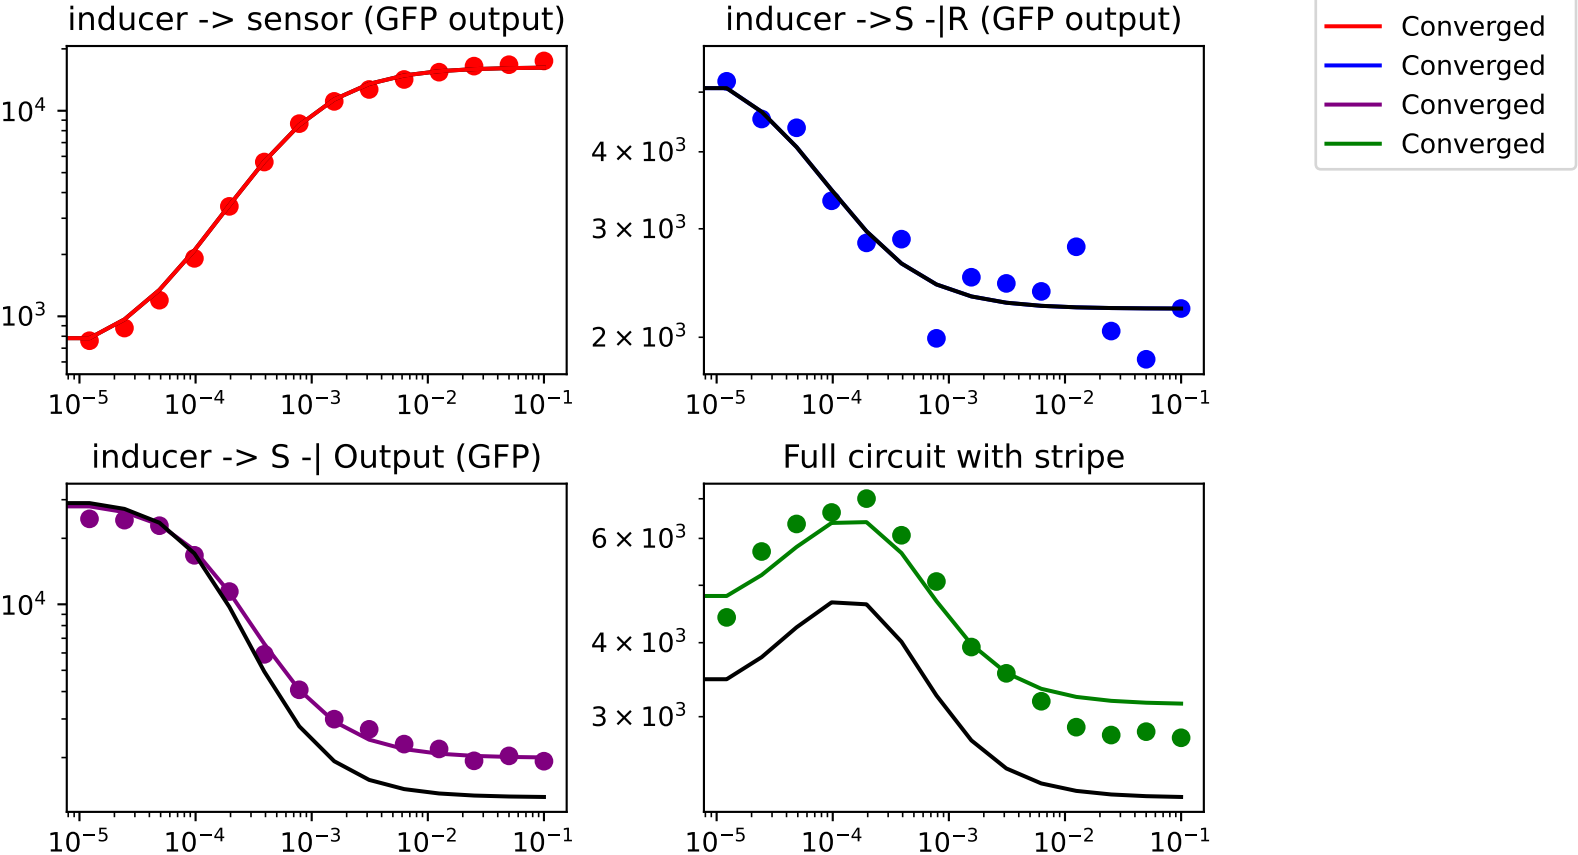 inducer -> sensor (GFP output)
10⁴
10³
10⁻⁵ 10⁻⁴ 10⁻³ 10⁻² 10⁻¹
inducer ->S -|R (GFP output)
4 × 10³
3 × 10³
2 × 10³
10⁻⁵ 10⁻⁴ 10⁻³ 10⁻² 10⁻¹
Converged
Converged
Converged
Converged
inducer -> S -| Output (GFP)
10⁴
10⁻⁵ 10⁻⁴ 10⁻³ 10⁻² 10⁻¹
Full circuit with stripe
6 × 10³
4 × 10³
3 × 10³
10⁻⁵ 10⁻⁴ 10⁻³ 10⁻² 10⁻¹